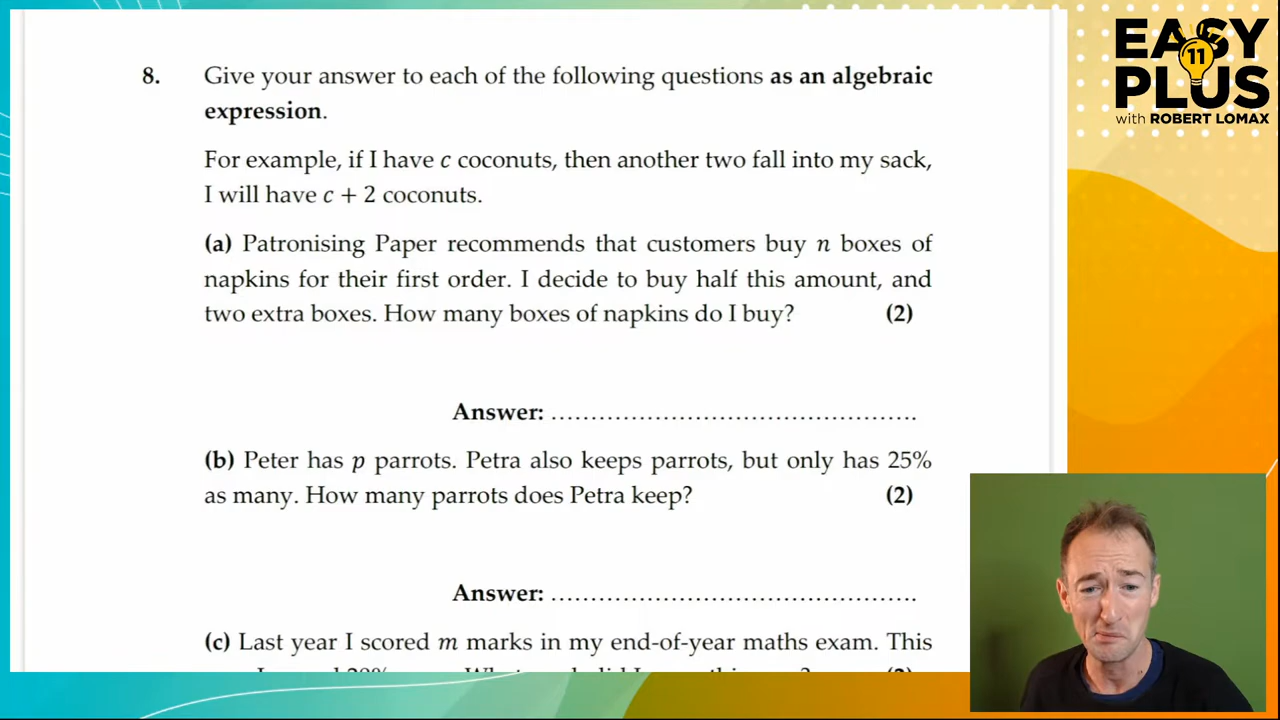 8. Give your answer to each of the following questions as an algebraic
expression.
For example, if I have c coconuts, then another two fall into my sack,
I will have c + 2 coconuts.
(a) Patronising Paper recommends that customers buy n boxes of
napkins for their first order. I decide to buy half this amount, and
two extra boxes. How many boxes of napkins do I buy? (2)
Answer: ..............................................
(b) Peter has p parrots. Petra also keeps parrots, but only has 25%
as many. How many parrots does Petra keep? (2)
Answer: ..............................................
(c) Last year I scored m marks in my end-of-year maths exam. This
EASY
11
PLUS
with ROBERT LOMAX